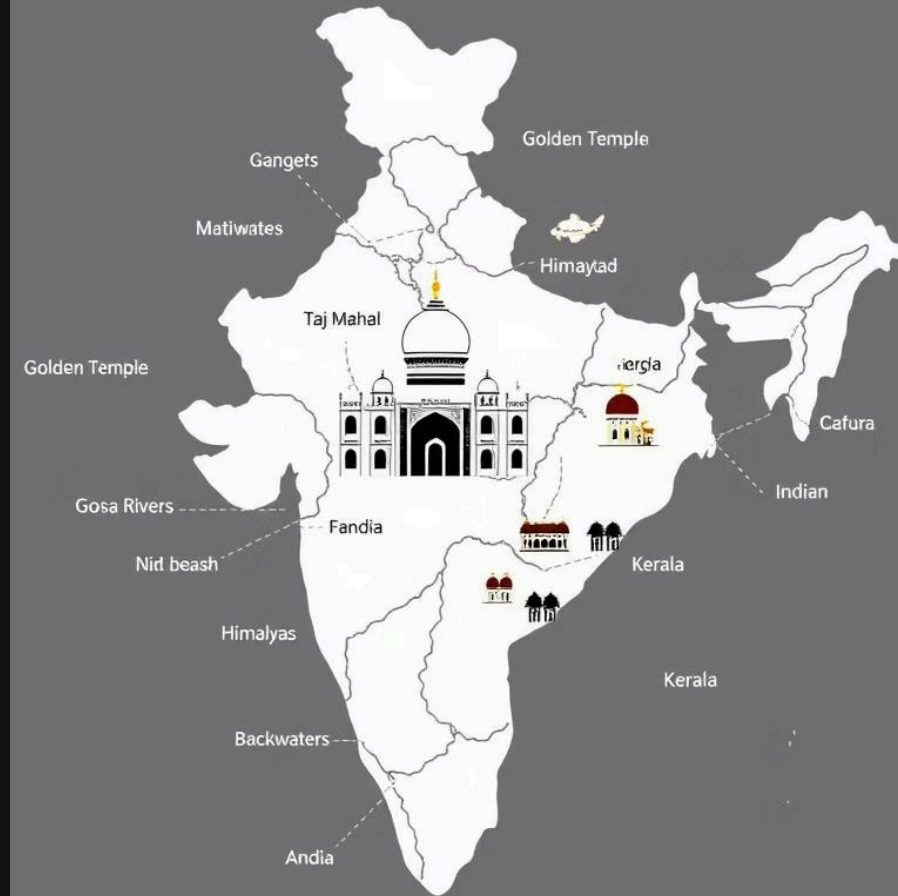 Golden Temple
Gangets
Matiwates
Himaytad
Taj Mahal
Golden Temple
Cafura
Indian
Gosa Rivers
Fandia
Nid beash
Kerala
Himalyas
Kerala
Backwaters
Andia